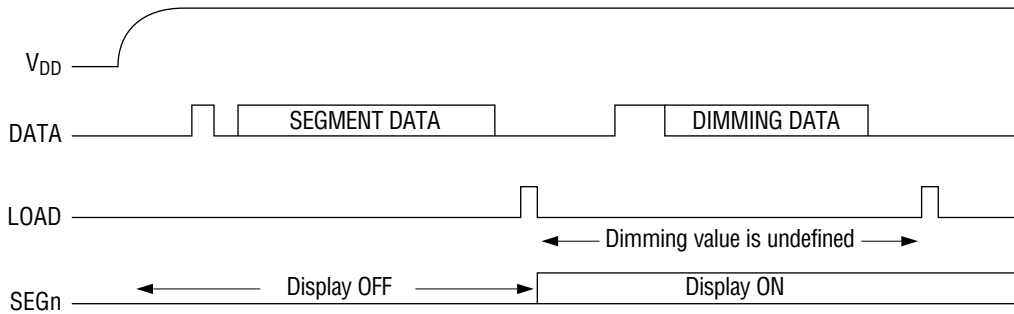 VDD
DATA
SEGMENT DATA
DIMMING DATA
LOAD
Dimming value is undefined
SEGn
Display OFF
Display ON